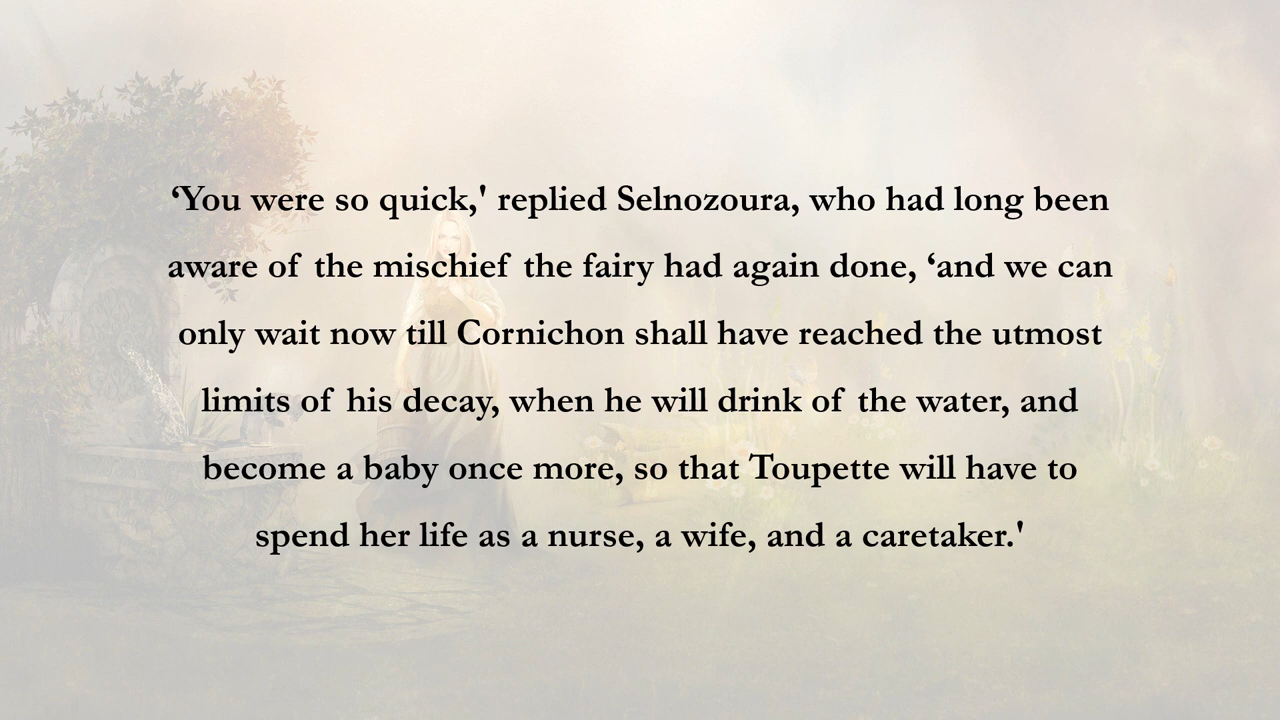 ‘You were so quick,' replied Selnozoura, who had long been
aware of the mischief the fairy had again done, ‘and we can
only wait now till Cornichon shall have reached the utmost
limits of his decay, when he will drink of the water, and
become a baby once more, so that Toupette will have to
spend her life as a nurse, a wife, and a caretaker.'